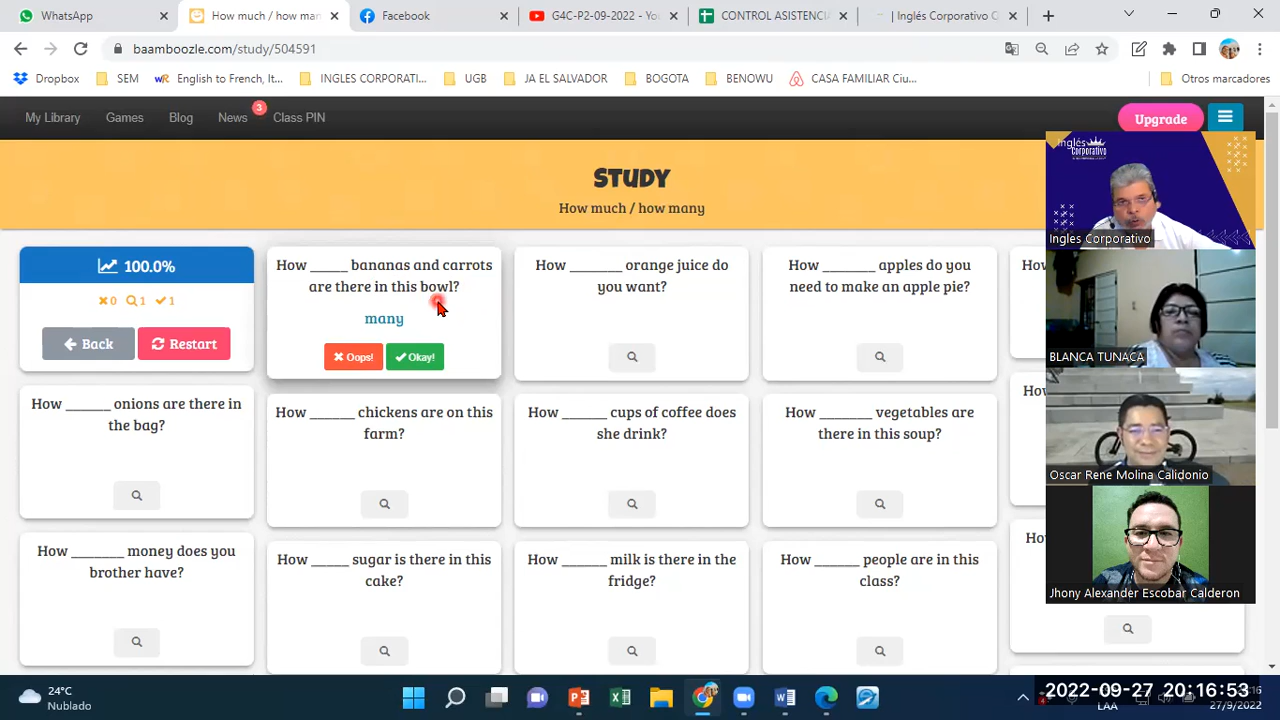 WhatsApp
How much / how man
Facebook
G4C-P2-09-2022 - Yo
CONTROL ASISTENCIA
Inglés Corporativo G
baamboozle.com/study/504591
Dropbox
SEM
English to French, It...
INGLES CORPORATI...
UGB
JA EL SALVADOR
BOGOTA
BENOWU
CASA FAMILIAR Ciu...
Otros marcadores
My Library
Games
Blog
News
3
Class PIN
Upgrade
STUDY
How much / how many
100.0%
0 1 1
Back
Restart
How _____ bananas and carrots
are there in this bowl?
many
Oops!
Okay!
How _______ orange juice do
you want?
How _______ apples do you
need to make an apple pie?
How ______ onions are there in
the bag?
How ______ chickens are on this
farm?
How ______ cups of coffee does
she drink?
How _______ vegetables are
there in this soup?
How _______ money does you
brother have?
How _____ sugar is there in this
cake?
How ______ milk is there in the
fridge?
How ______ people are in this
class?
Inglés
Corporativo
Ingles Corporativo
BLANCA TUNACA
Oscar Rene Molina Calidonio
Jhony Alexander Escobar Calderon
24°C
Nublado
LAA
2022-09-27 20:16:53
27/9/2022